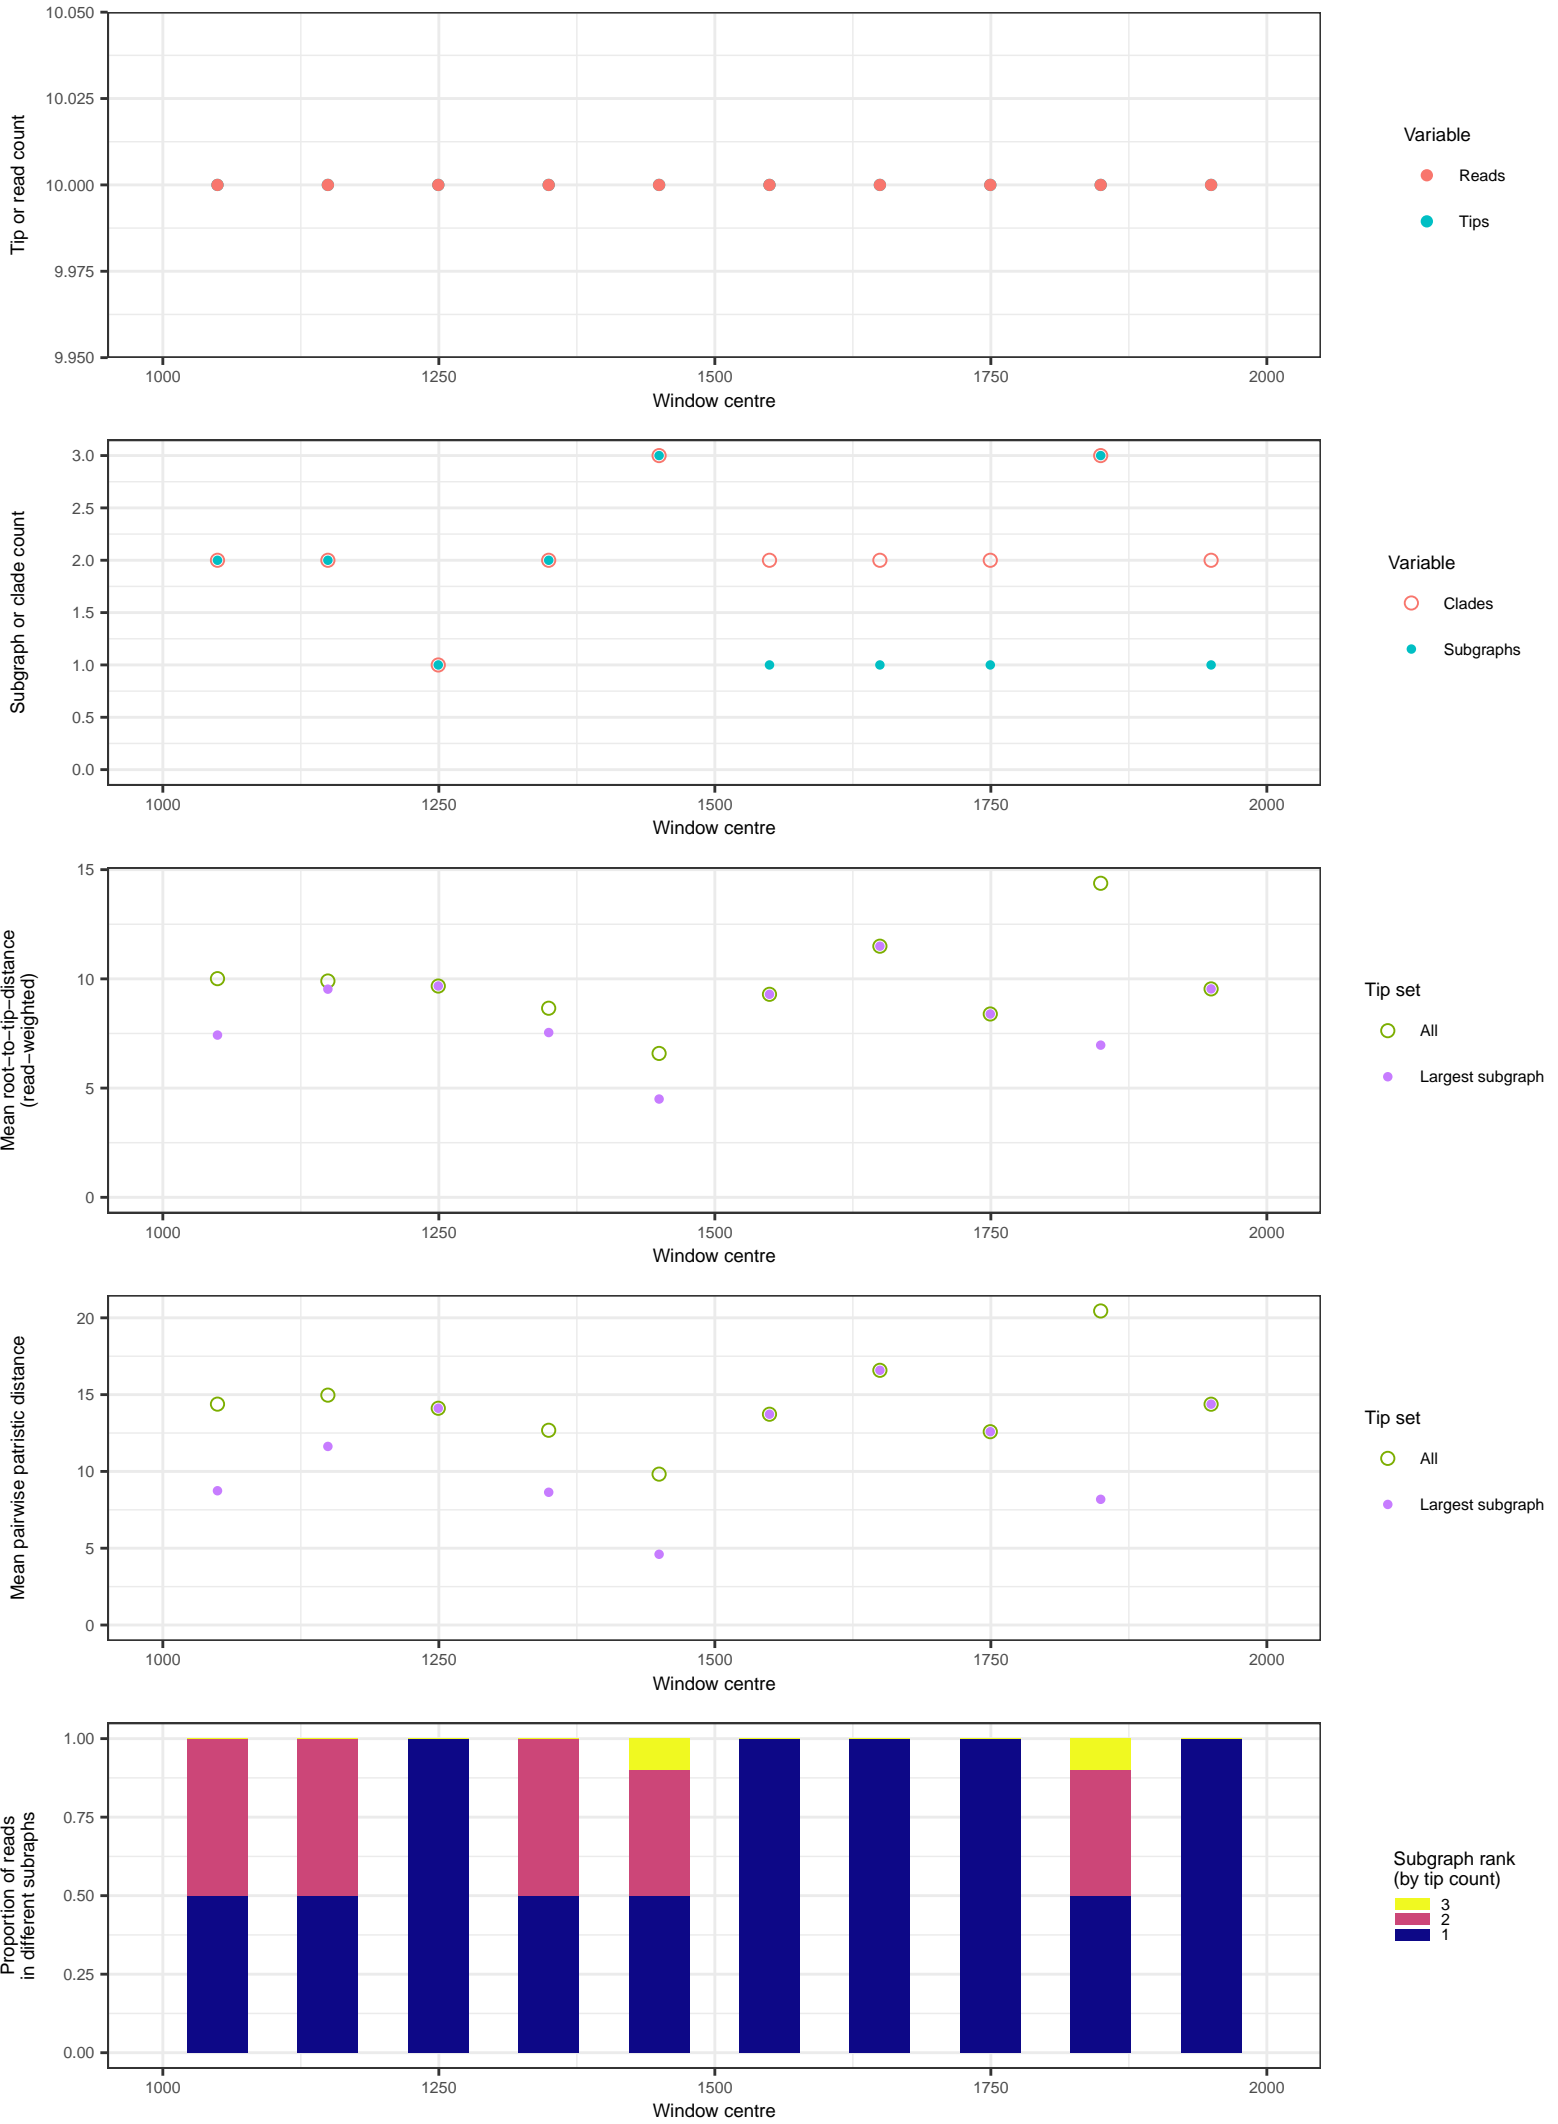 10.050
10.025
10.000
9.975
9.950
Tip or read count
1000 1250 1500 1750 2000
Window centre
Variable
Reads
Tips
3.0
2.5
2.0
1.5
1.0
0.5
0.0
Subgraph or clade count
1000 1250 1500 1750 2000
Window centre
Variable
Clades
Subgraphs
15
10
5
0
Mean root−to−tip−distance
(read−weighted)
1000 1250 1500 1750 2000
Window centre
Tip set
All
Largest subgraph
20
15
10
5
0
Mean pairwise patristic distance
1000 1250 1500 1750 2000
Window centre
Tip set
All
Largest subgraph
1.00
0.75
0.50
0.25
0.00
Proportion of reads
in different subraphs
1000 1250 1500 1750 2000
Window centre
Subgraph rank
(by tip count)
3
2
1